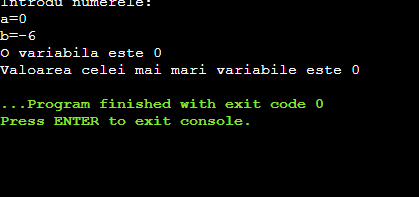 Introdu numerele:
a=0
b=-6
O variabila este 0
Valoarea celei mai mari variabile este 0
...Program finished with exit code 0
Press ENTER to exit console.